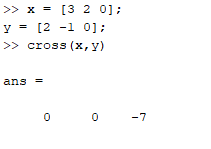 >> x = [3 2 0];
y = [2 -1 0];
>> cross(x,y)
ans =
0 0 -7